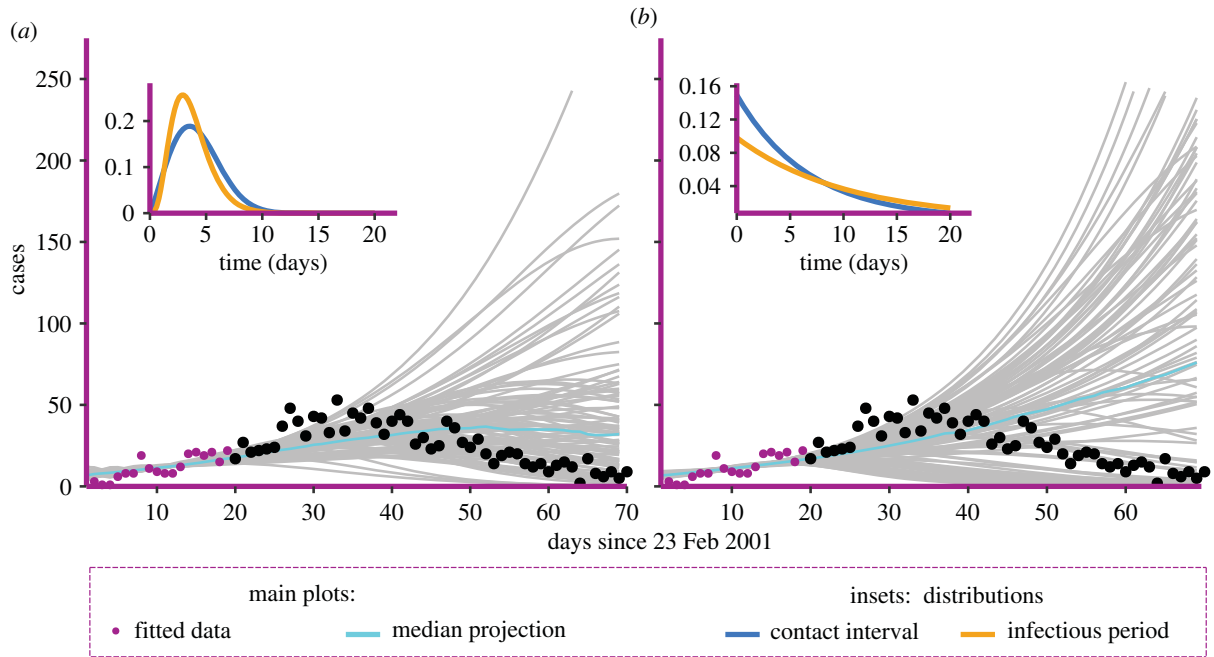 (a)
(b)
250
200
150
100
50
0
cases
0.2
0.1
0
0 5 10 15 20
time (days)
0.16
0.12
0.08
0.04
0 5 10 15 20
time (days)
10 20 30 40 50 60 70
10 20 30 40 50 60
days since 23 Feb 2001
main plots:
insets: distributions
fitted data
median projection
contact interval
infectious period